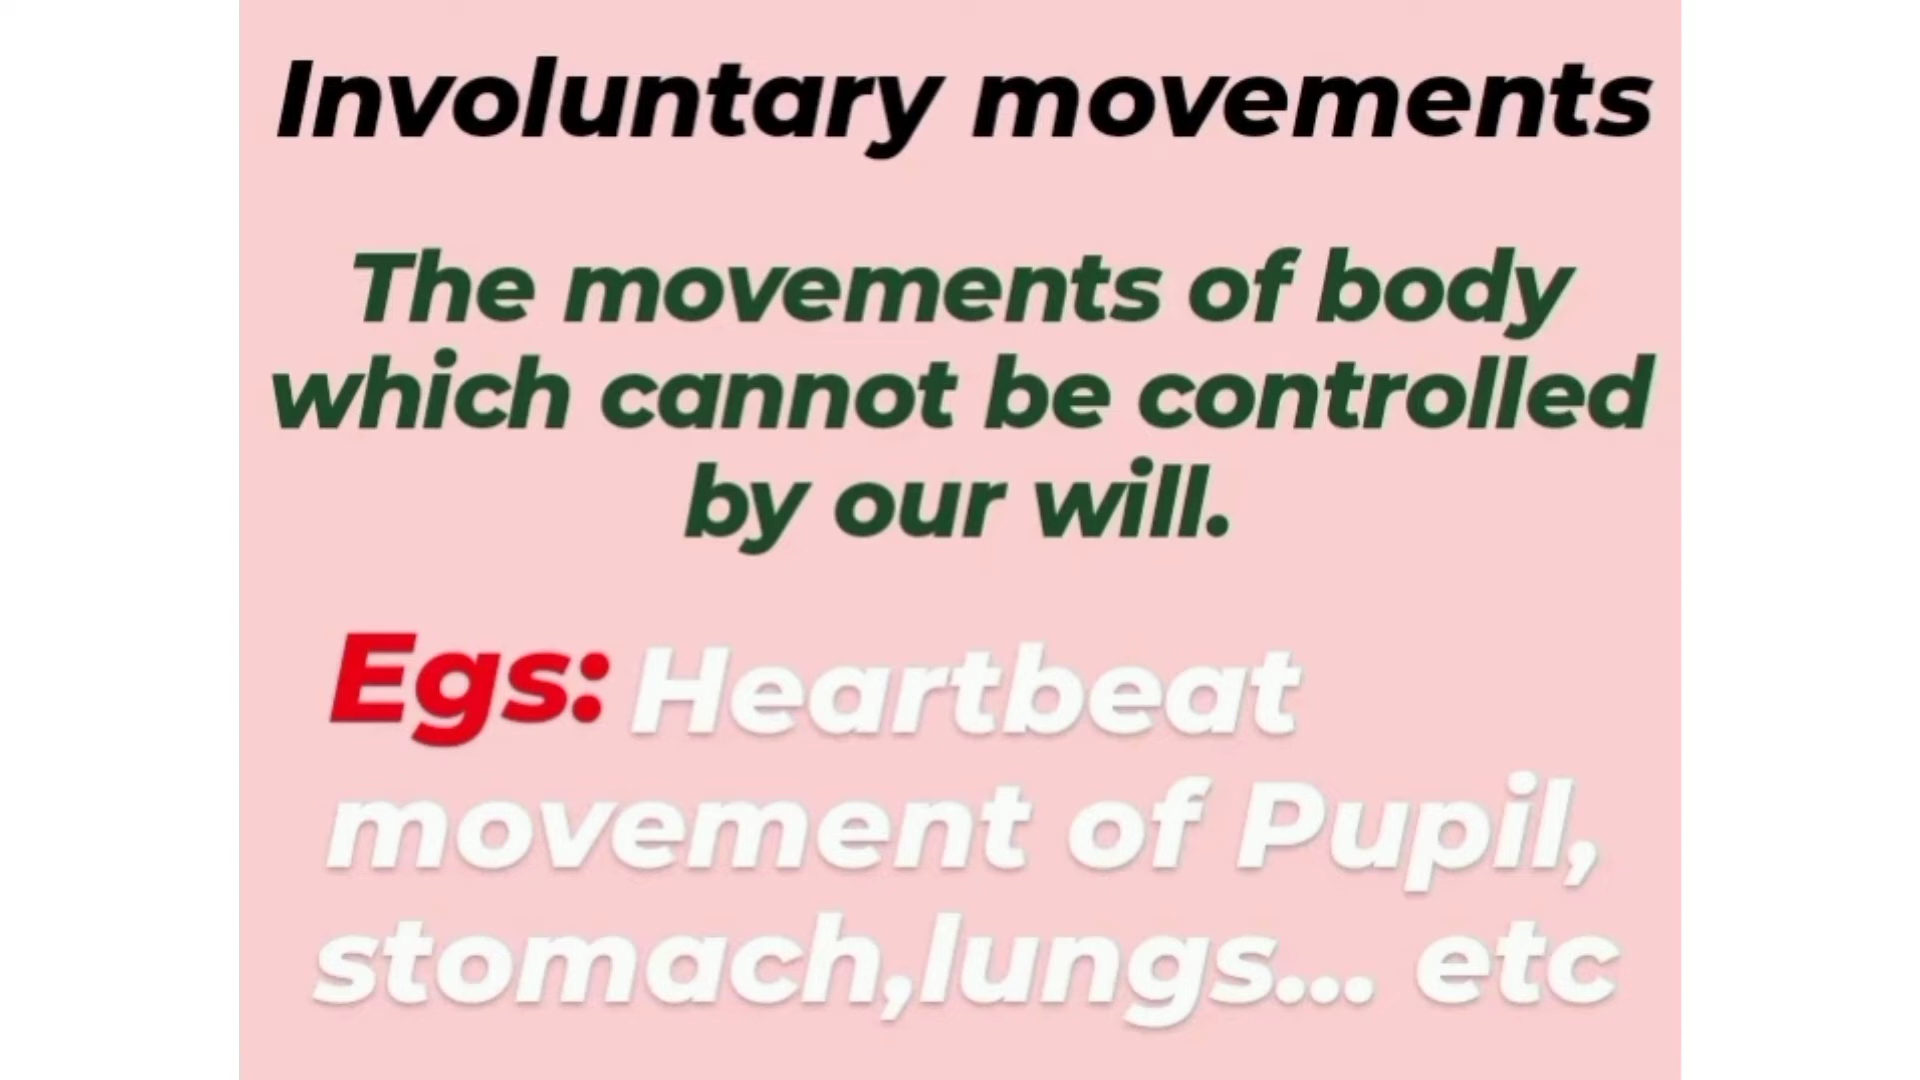 Involuntary movements
The movements of body
which cannot be controlled
by our will.
Egs: Heartbeat
movement of Pupil,
stomach,lungs... etc